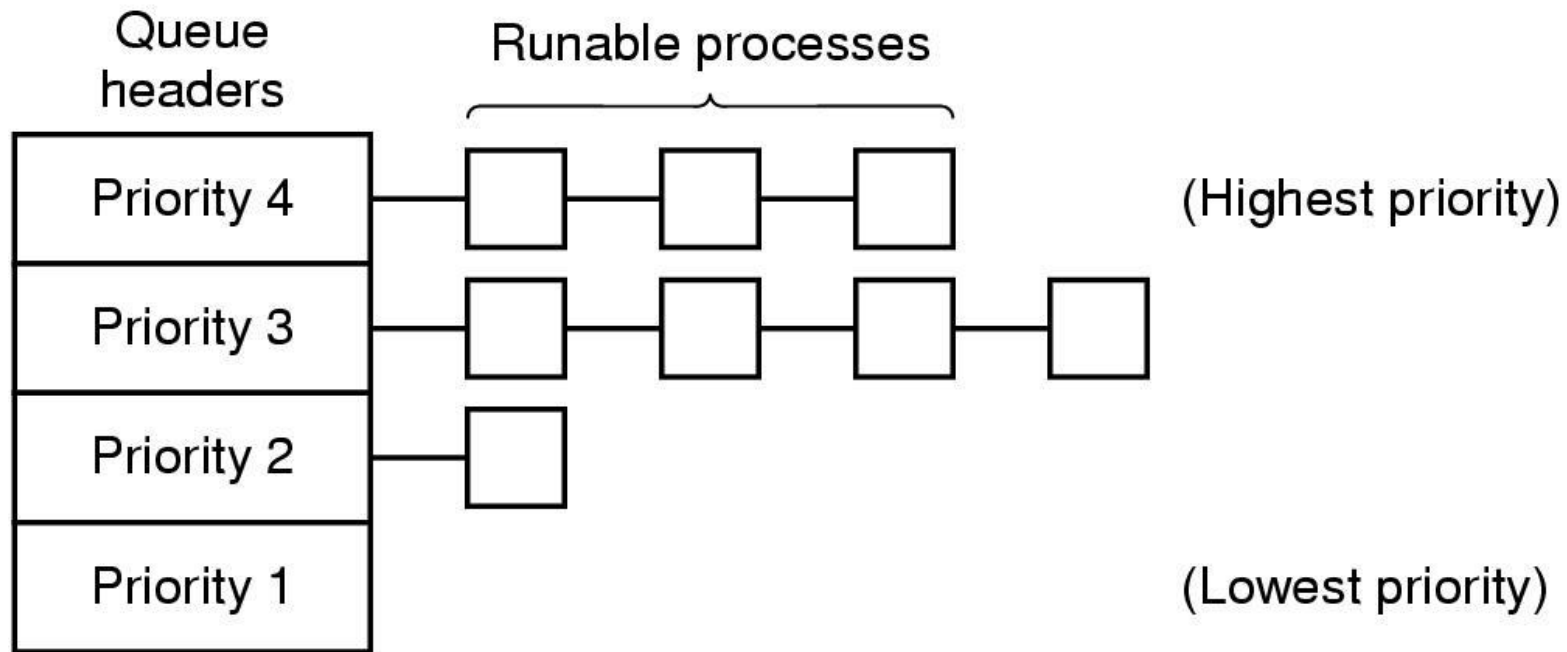 Queue
headers
Runable processes
Priority 4
(Highest priority)
Priority 3
Priority 2
Priority 1
(Lowest priority)